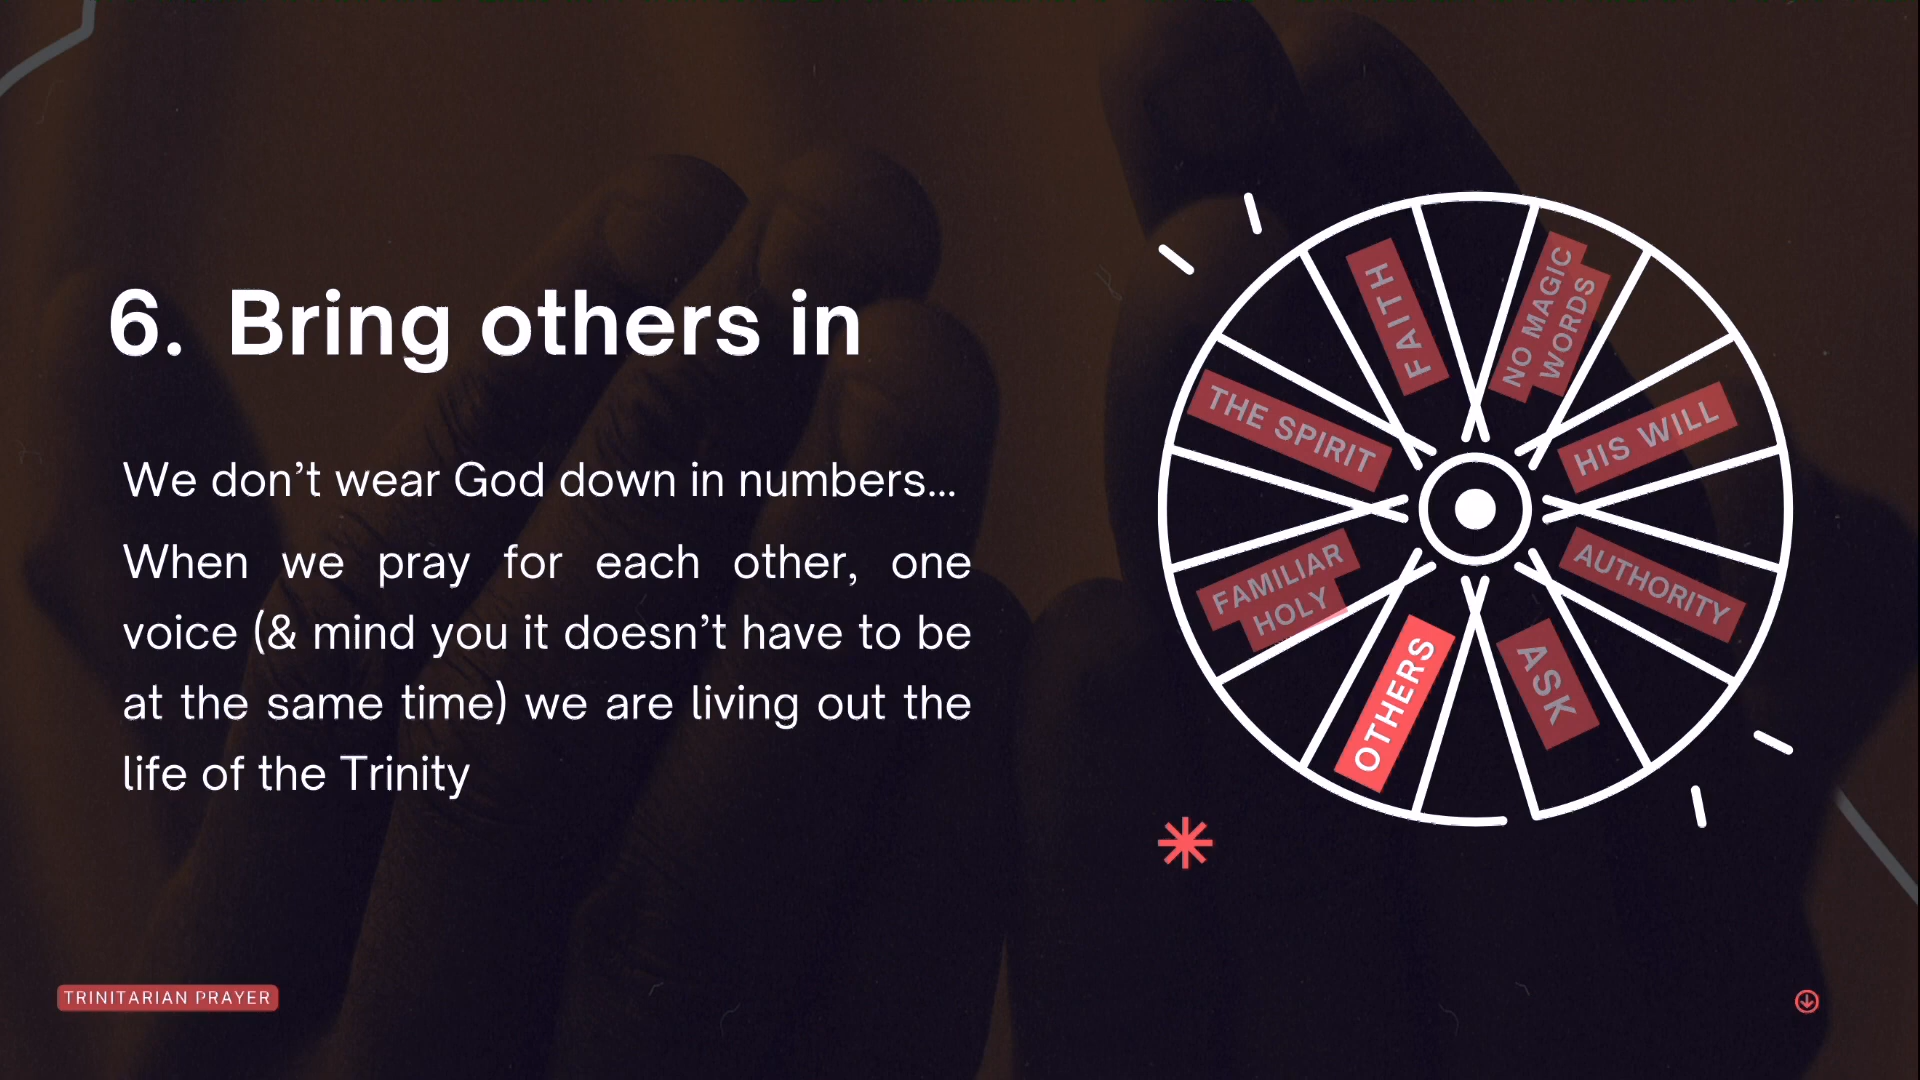 6. Bring others in
We don’t wear God down in numbers...
When we pray for each other, one
voice (& mind you it doesn’t have to be
at the same time) we are living out the
life of the Trinity
FAITH
NO MAGIC
WORDS
THE SPIRIT
HIS WILL
FAMILIAR
HOLY
AUTHORITY
OTHERS
ASK
TRINITARIAN PRAYER